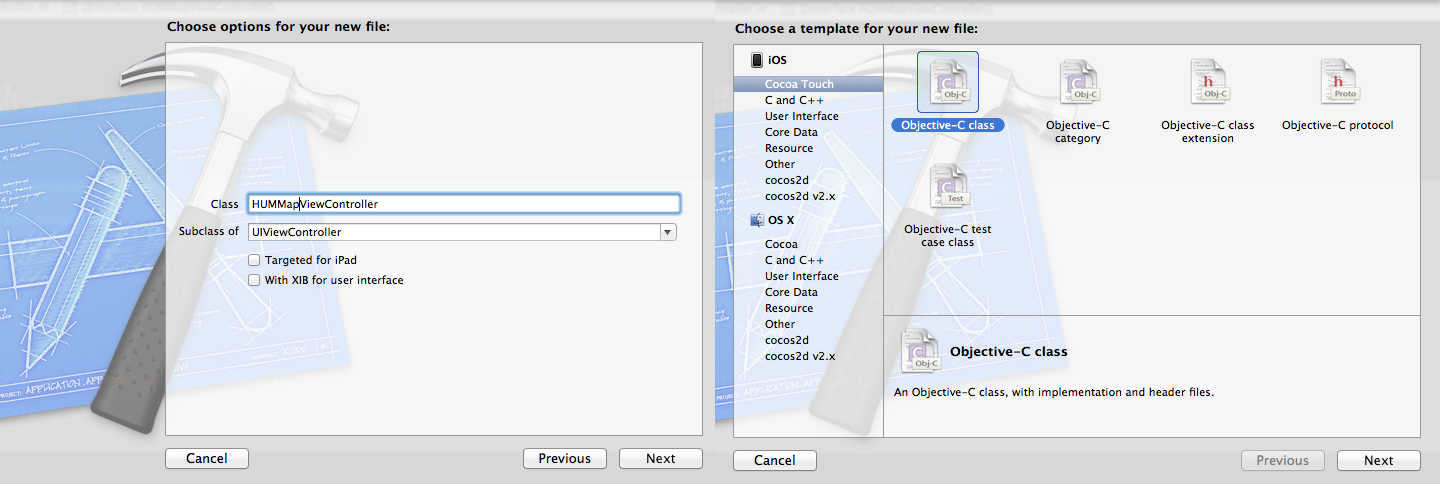 Choose options for your new file:
Class
HUMMapViewController
Subclass of
UIViewController
Targeted for iPad
With XIB for user interface
PROJECT: APPLICATION.APP
Cancel
Previous
Next
Choose a template for your new file:
iOS
Cocoa Touch
C and C++
User Interface
Core Data
Resource
Other
cocos2d
cocos2d v2.x
OS X
Cocoa
C and C++
User Interface
Core Data
Resource
Other
cocos2d
cocos2d v2.x
C
Obj-C
Objective-C class
C
Obj-C
Objective-C
category
h
Obj-C
Objective-C class
extension
h
Proto
Objective-C protocol
C
Test
Objective-C test
case class
C
Obj-C
Objective-C class
An Objective-C class, with implementation and header files.
Cancel
Previous
Next